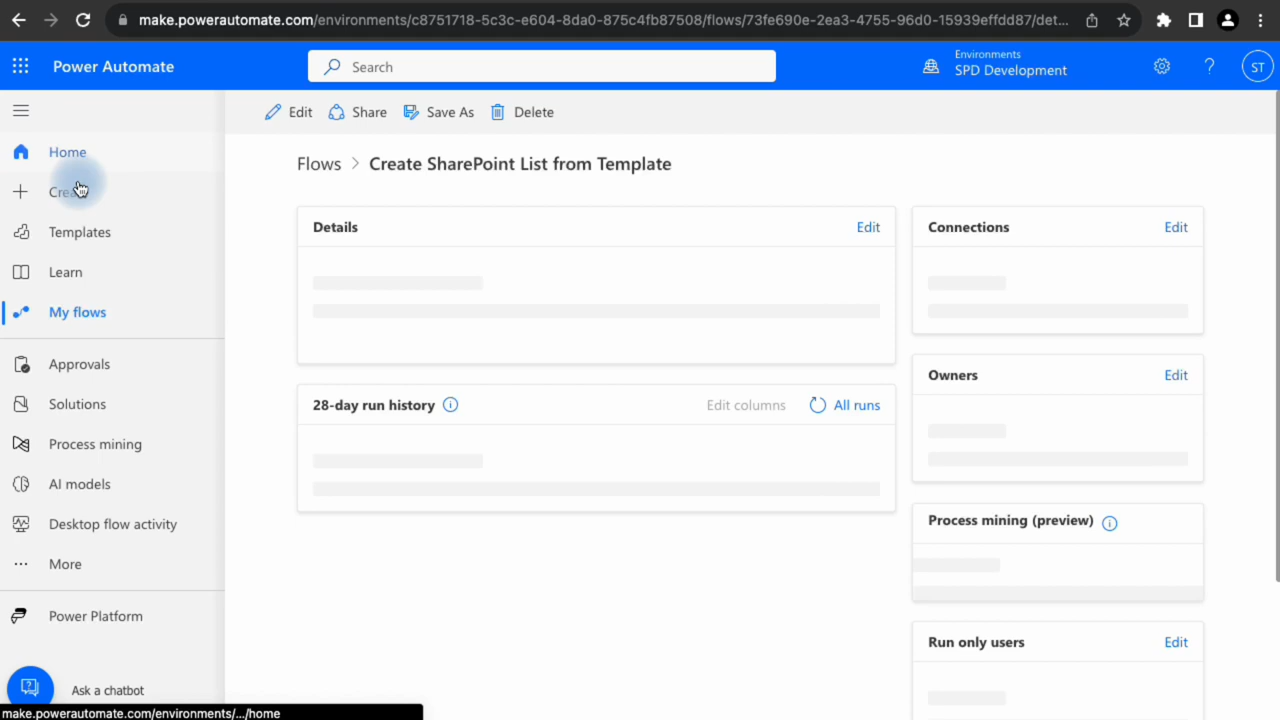 make.powerautomate.com/environments/c8751718-5c3c-e604-8da0-875c4fb87508/flows/73fe690e-2ea3-4755-96d0-15939effdd87/det...
Power Automate
Search
Environments
SPD Development
?
ST
Edit
Share
Save As
Delete
Home
Templates
Learn
My flows
Approvals
Solutions
Process mining
AI models
Desktop flow activity
More
Power Platform
Ask a chatbot
Flows > Create SharePoint List from Template
Details
Edit
28-day run history
Edit columns
All runs
Connections
Edit
Owners
Edit
Process mining (preview)
Run only users
Edit
make.powerautomate.com/environments/.../home